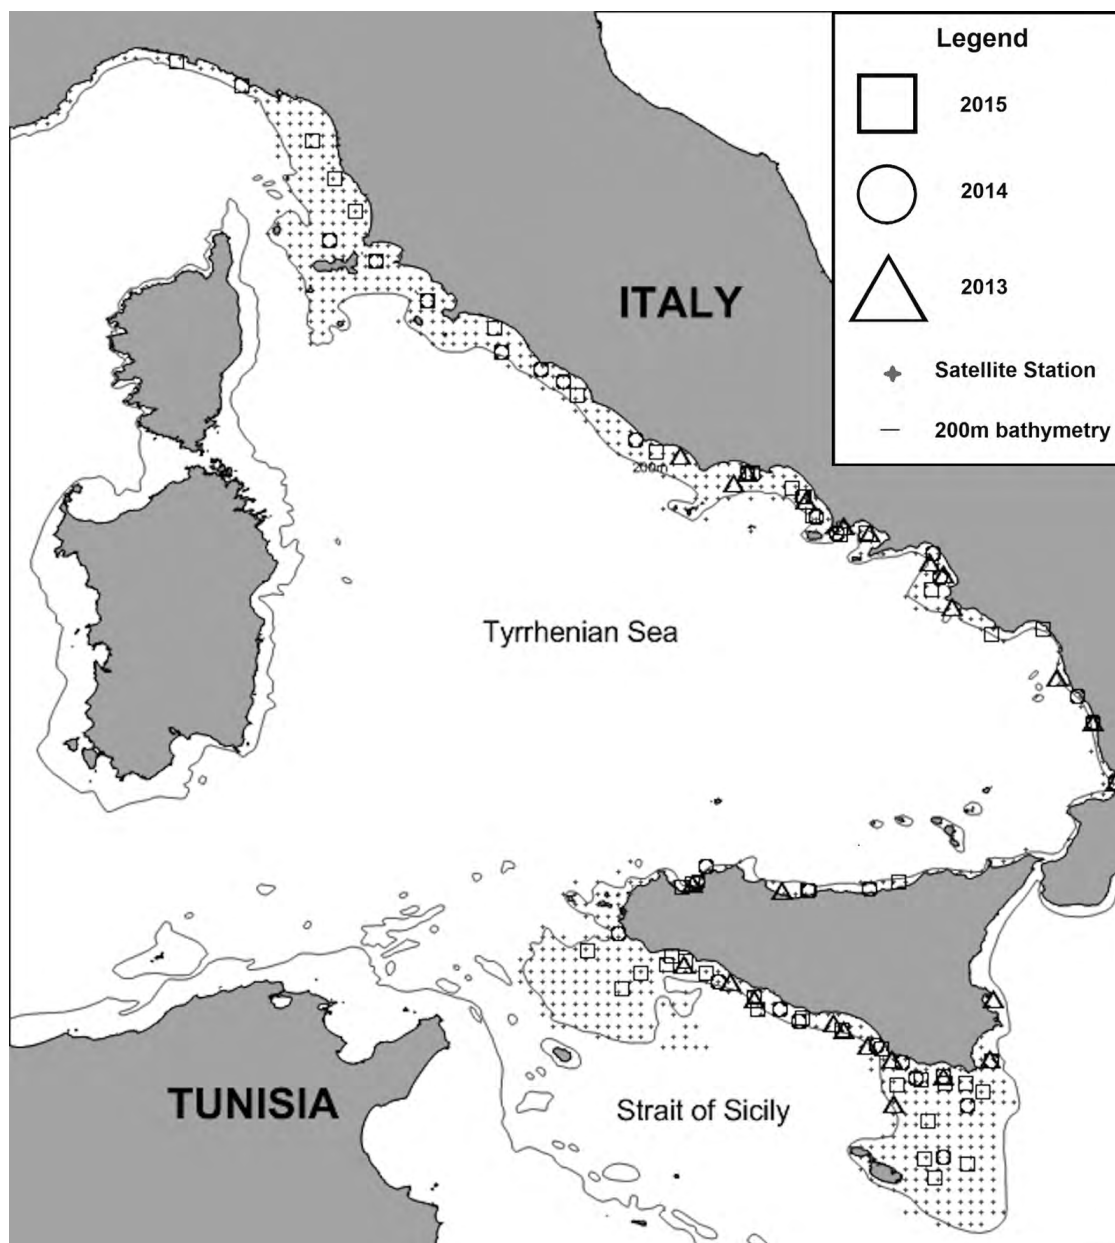 Legend
2015
2014
2013
Satellite Station
200m bathymetry
ITALY
200m
Tyrrhenian Sea
TUNISIA
Strait of Sicily